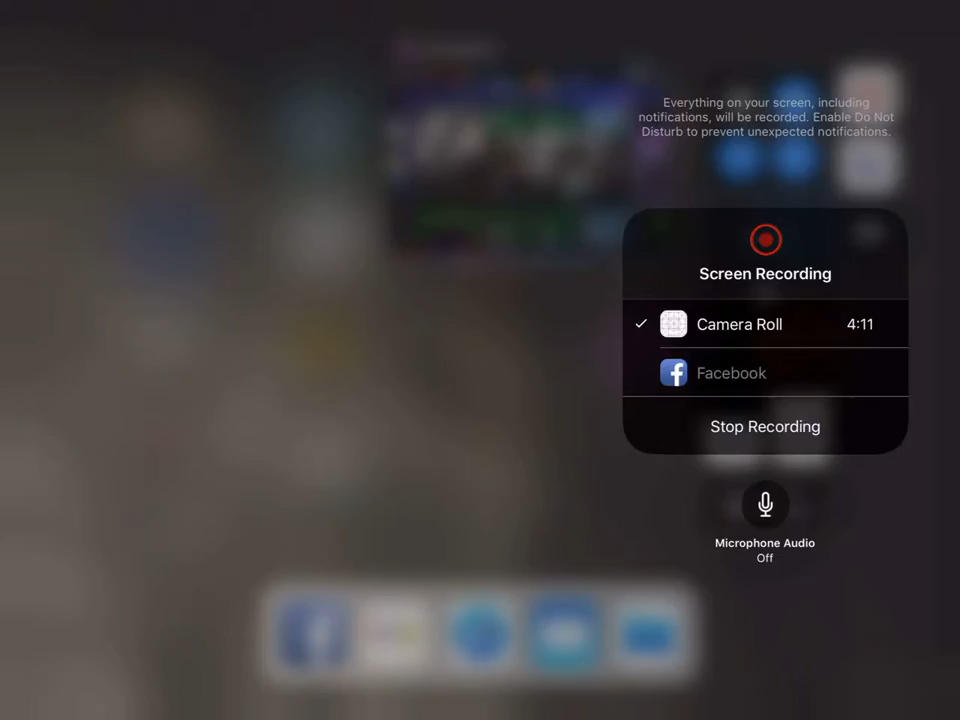 Everything on your screen, including
notifications, will be recorded. Enable Do Not
Disturb to prevent unexpected notifications.
Screen Recording
Camera Roll 4:11
Facebook
Stop Recording
Microphone Audio
Off